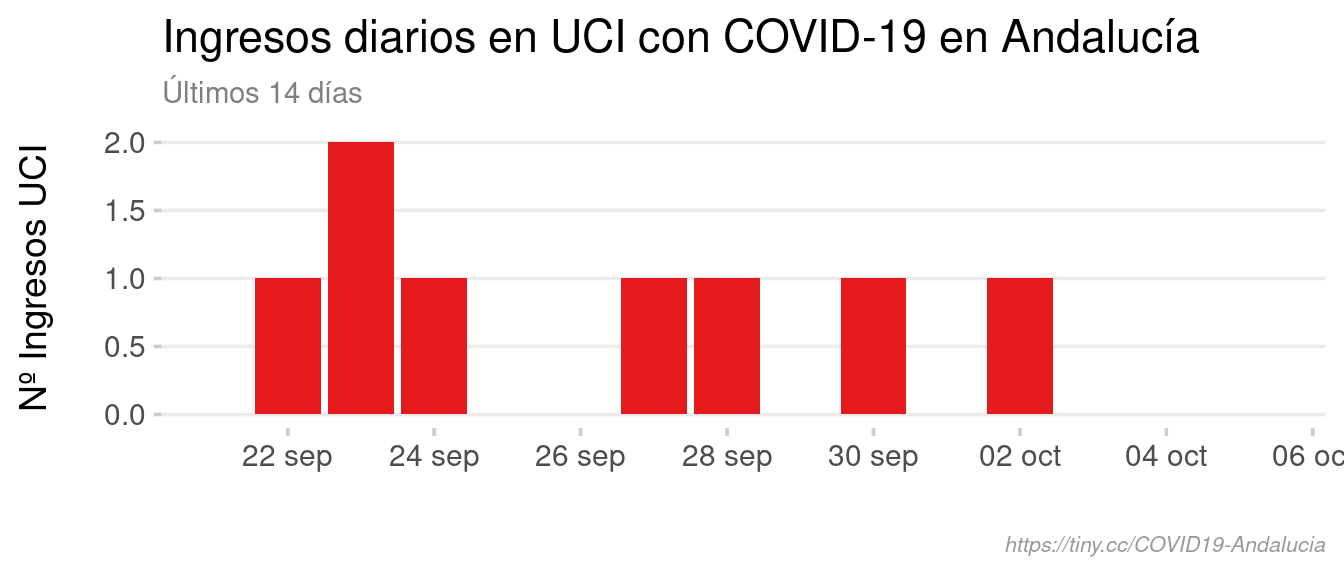 Ingresos diarios en UCI con COVID-19 en Andalucía
Últimos 14 días
Nº Ingresos UCI
2.0
1.5
1.0
0.5
0.0
22 sep 24 sep 26 sep 28 sep 30 sep 02 oct 04 oct 06 oc
https://tiny.cc/COVID19-Andalucia